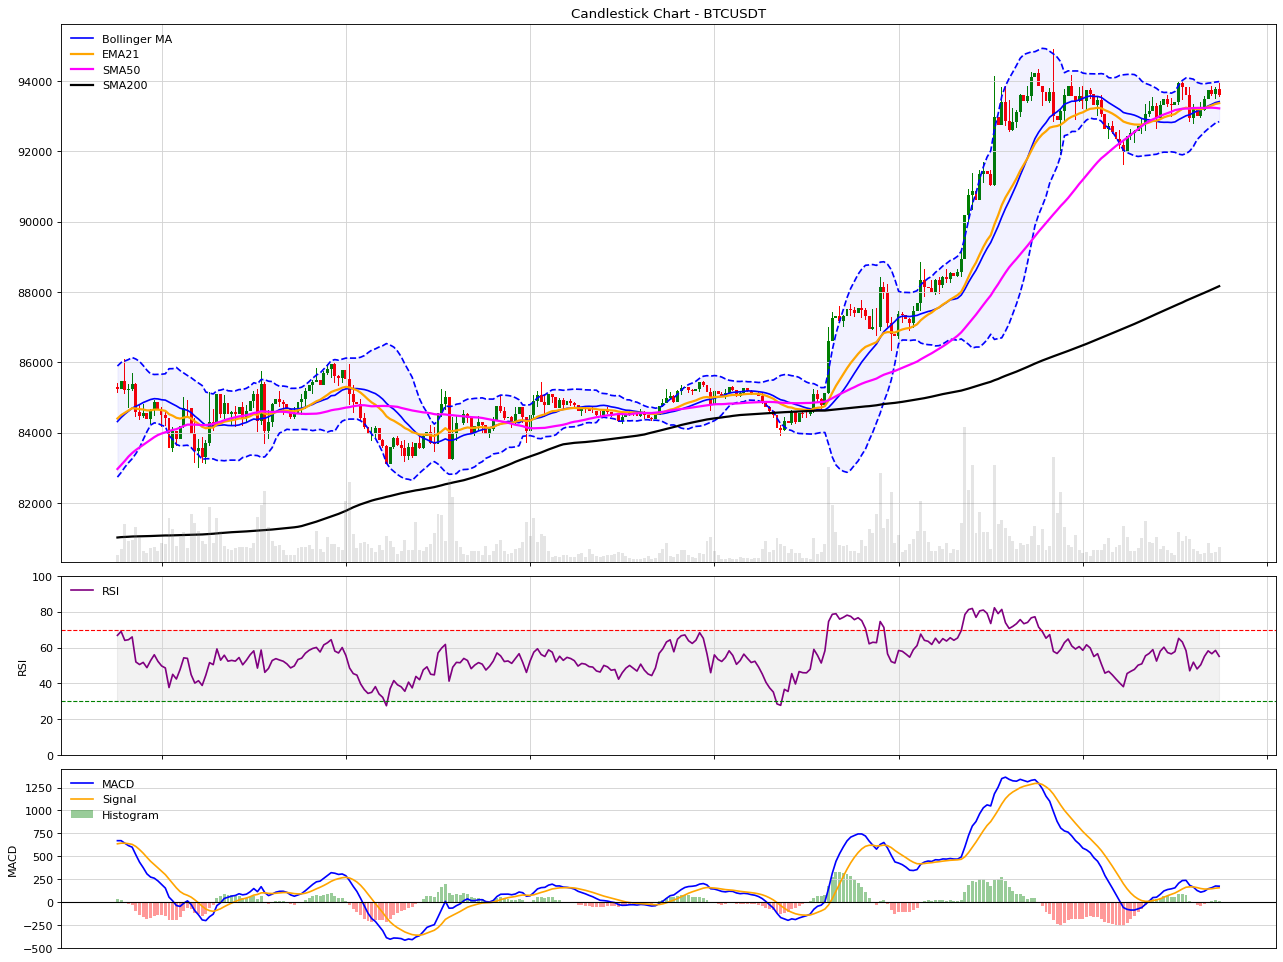 Candlestick Chart - BTCUSDT
Bollinger MA
EMA21
SMA50
SMA200
94000
92000
90000
88000
86000
84000
82000
RSI
100
80
60
40
20
0
RSI
MACD
Signal
Histogram
1250
1000
750
500
250
0
−250
−500
MACD